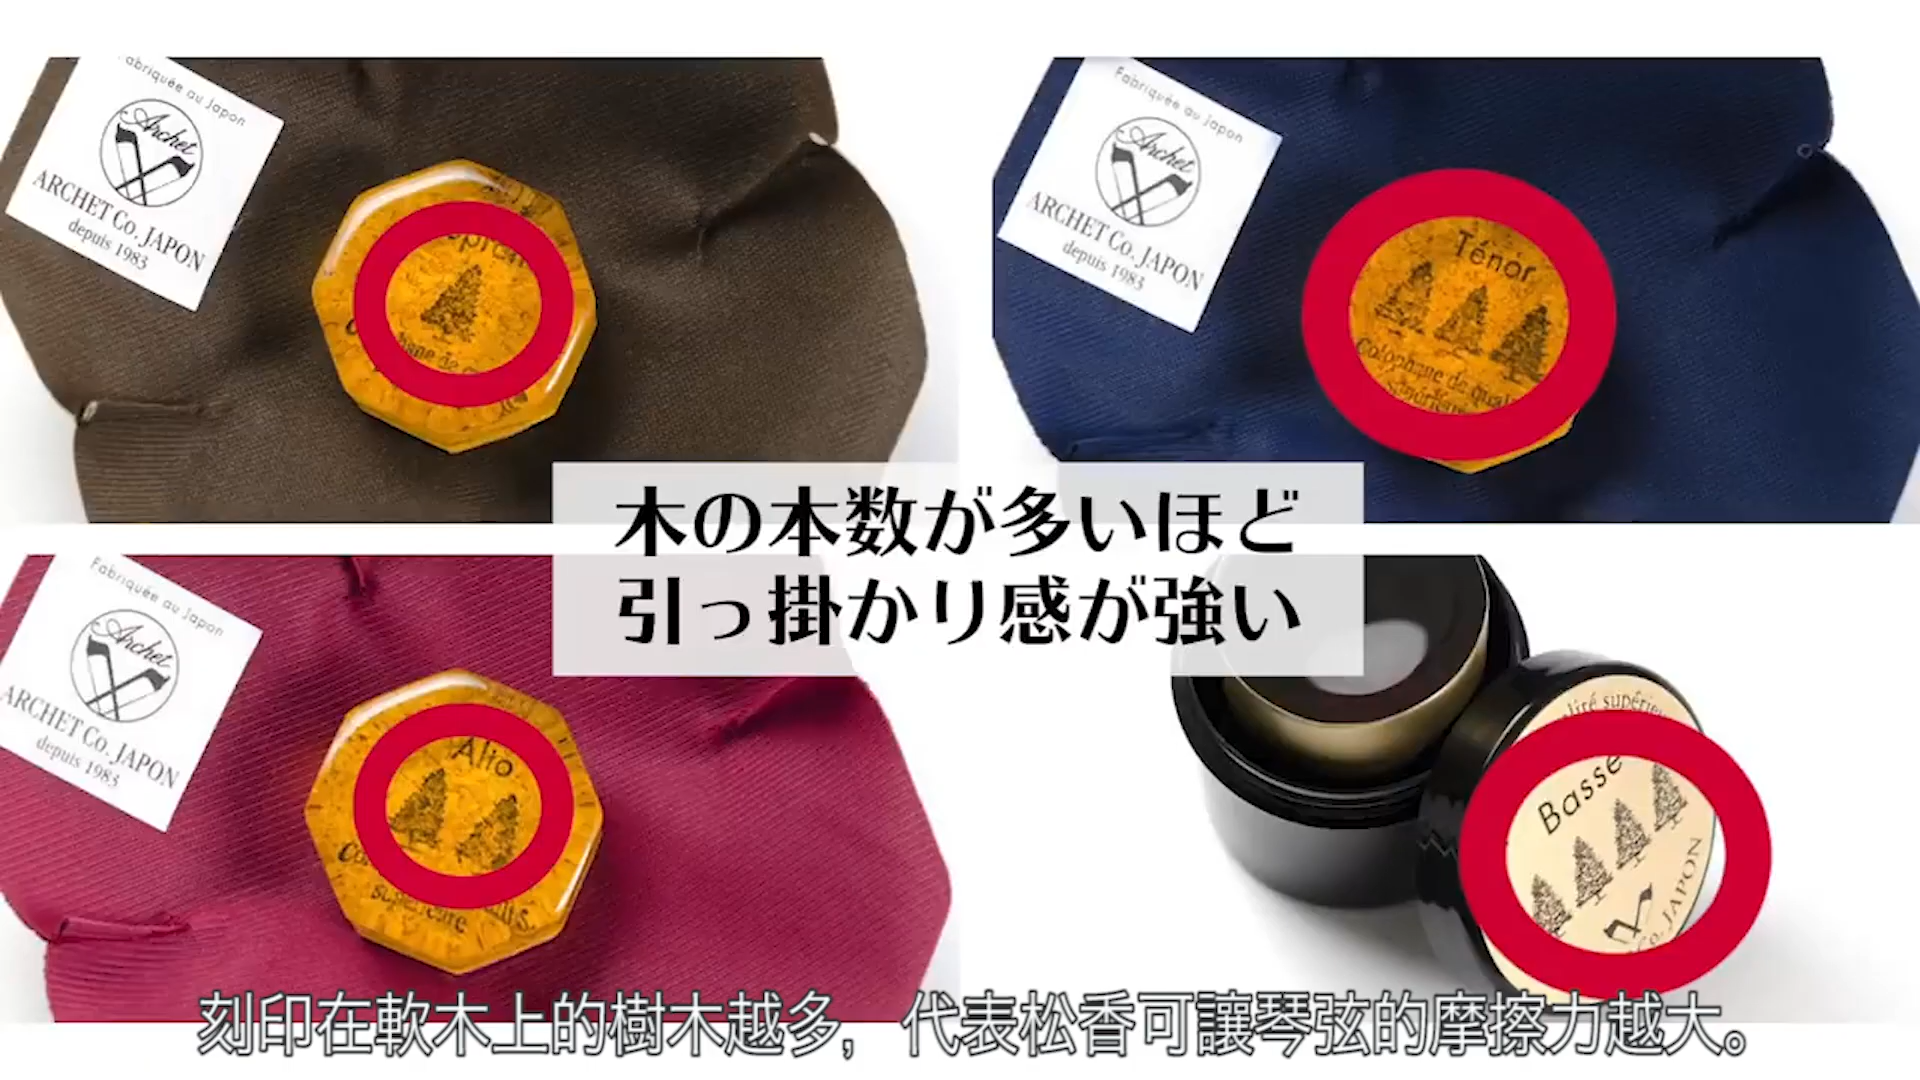 Fabriquée au Japon
Archet
ARCHET Co. JAPON
depuis 1983
Fabriquée au Japon
Archet
ARCHET Co. JAPON
depuis 1983
Ténor
Colophane de
木の本数が多いほど
引っ掛かり感が強い
Fabriquée au Japon
Archet
ARCHET Co. JAPON
depuis 1983
Alto
supérieure
Basse
Co. JAPON
刻印在軟木上的樹木越多，代表松香可讓琴弦的摩擦力越大。